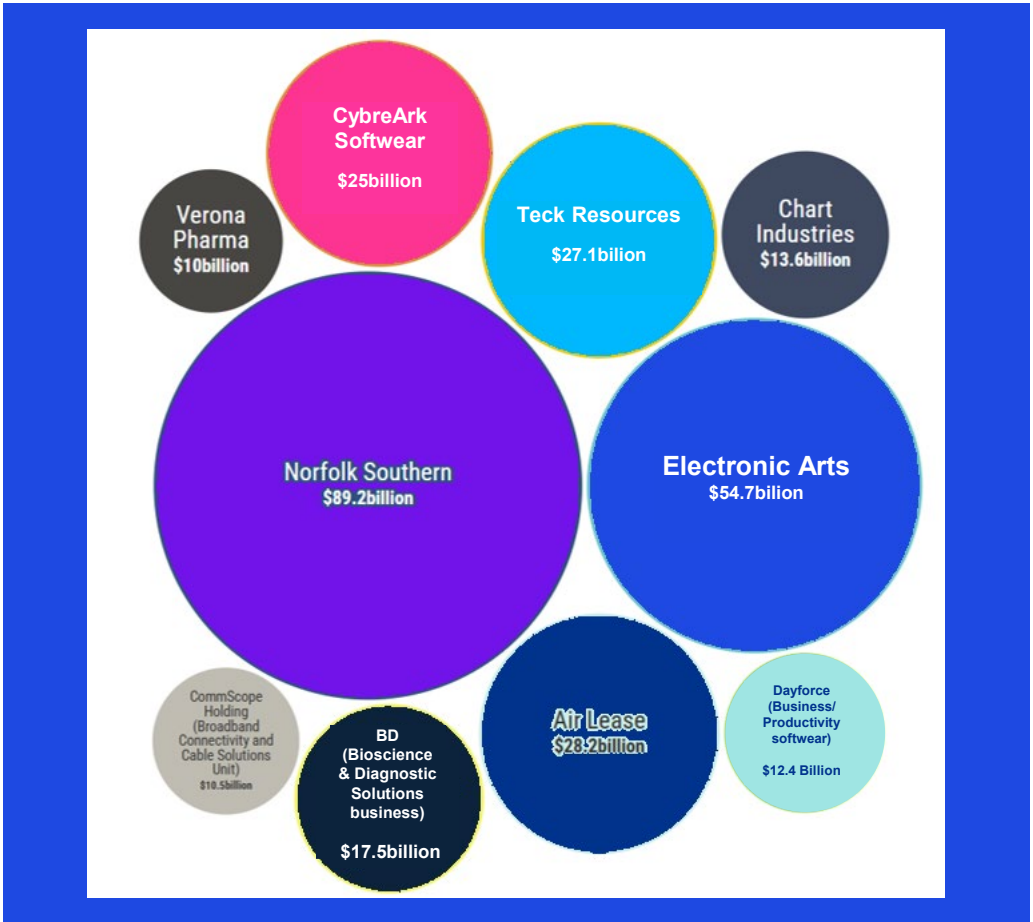 CybreArk
Softwear
$25billion
Teck Resources
$27.1bilion
Chart
Industries
$13.6billion
Verona
Pharma
$10billion
Norfolk Southern
$89.2billion
Electronic Arts
$54.7bilion
CommScope
Holding
(Broadband
Connectivity and
Cable Solutions
Unit)
$10.5billion
BD
(Bioscience
& Diagnostic
Solutions
business)
$17.5billion
Air Lease
$28.2billion
Dayforce
(Business/
Productivity
softwear)
$12.4 Billion